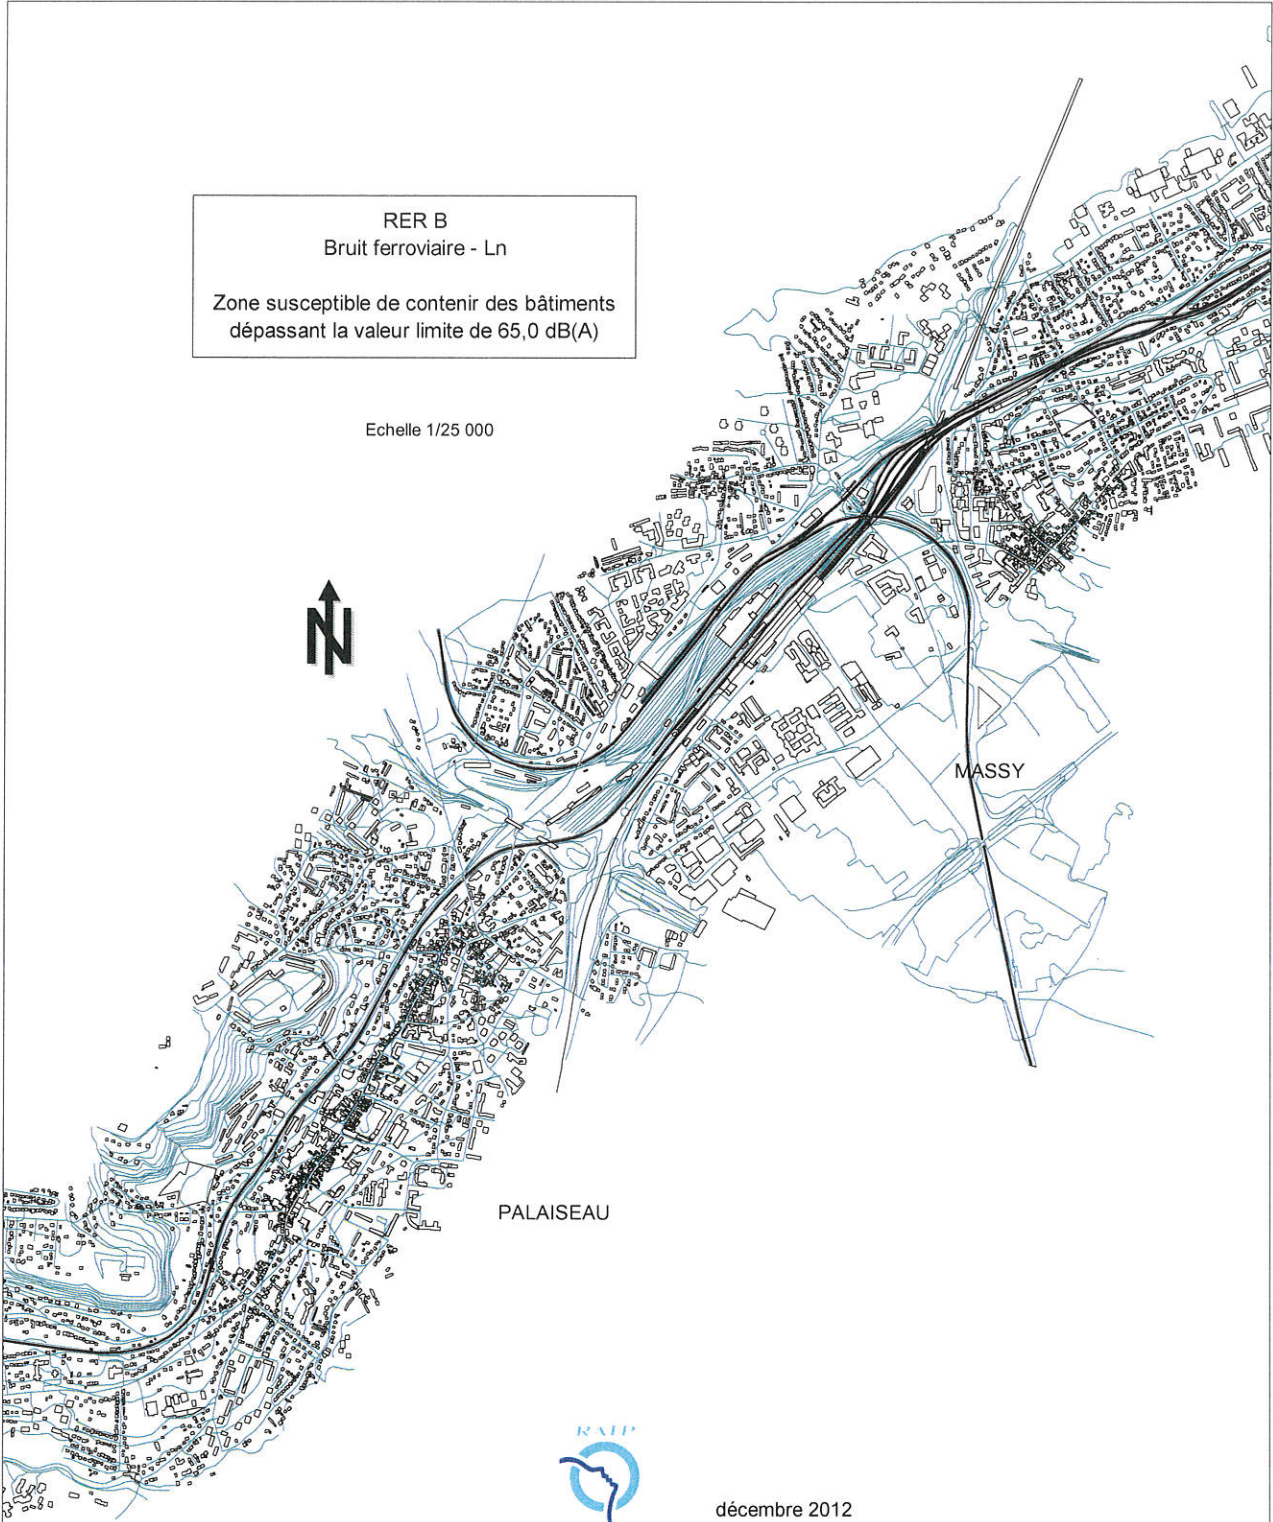 RER B
Bruit ferroviaire - Ln
Zone susceptible de contenir des bâtiments
dépassant la valeur limite de 65,0 dB(A)
Echelle 1/25 000
N
MASSY
PALAISEAU
RATP
décembre 2012